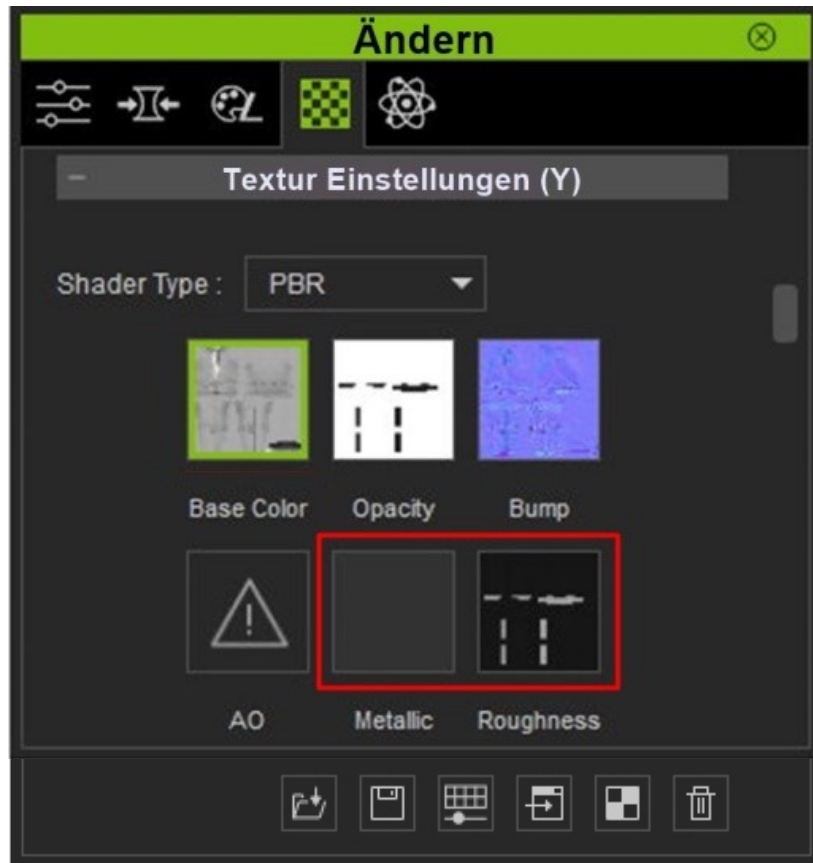 Ändern
Textur Einstellungen (Y)
Shader Type : PBR
Base Color Opacity Bump
AO Metallic Roughness